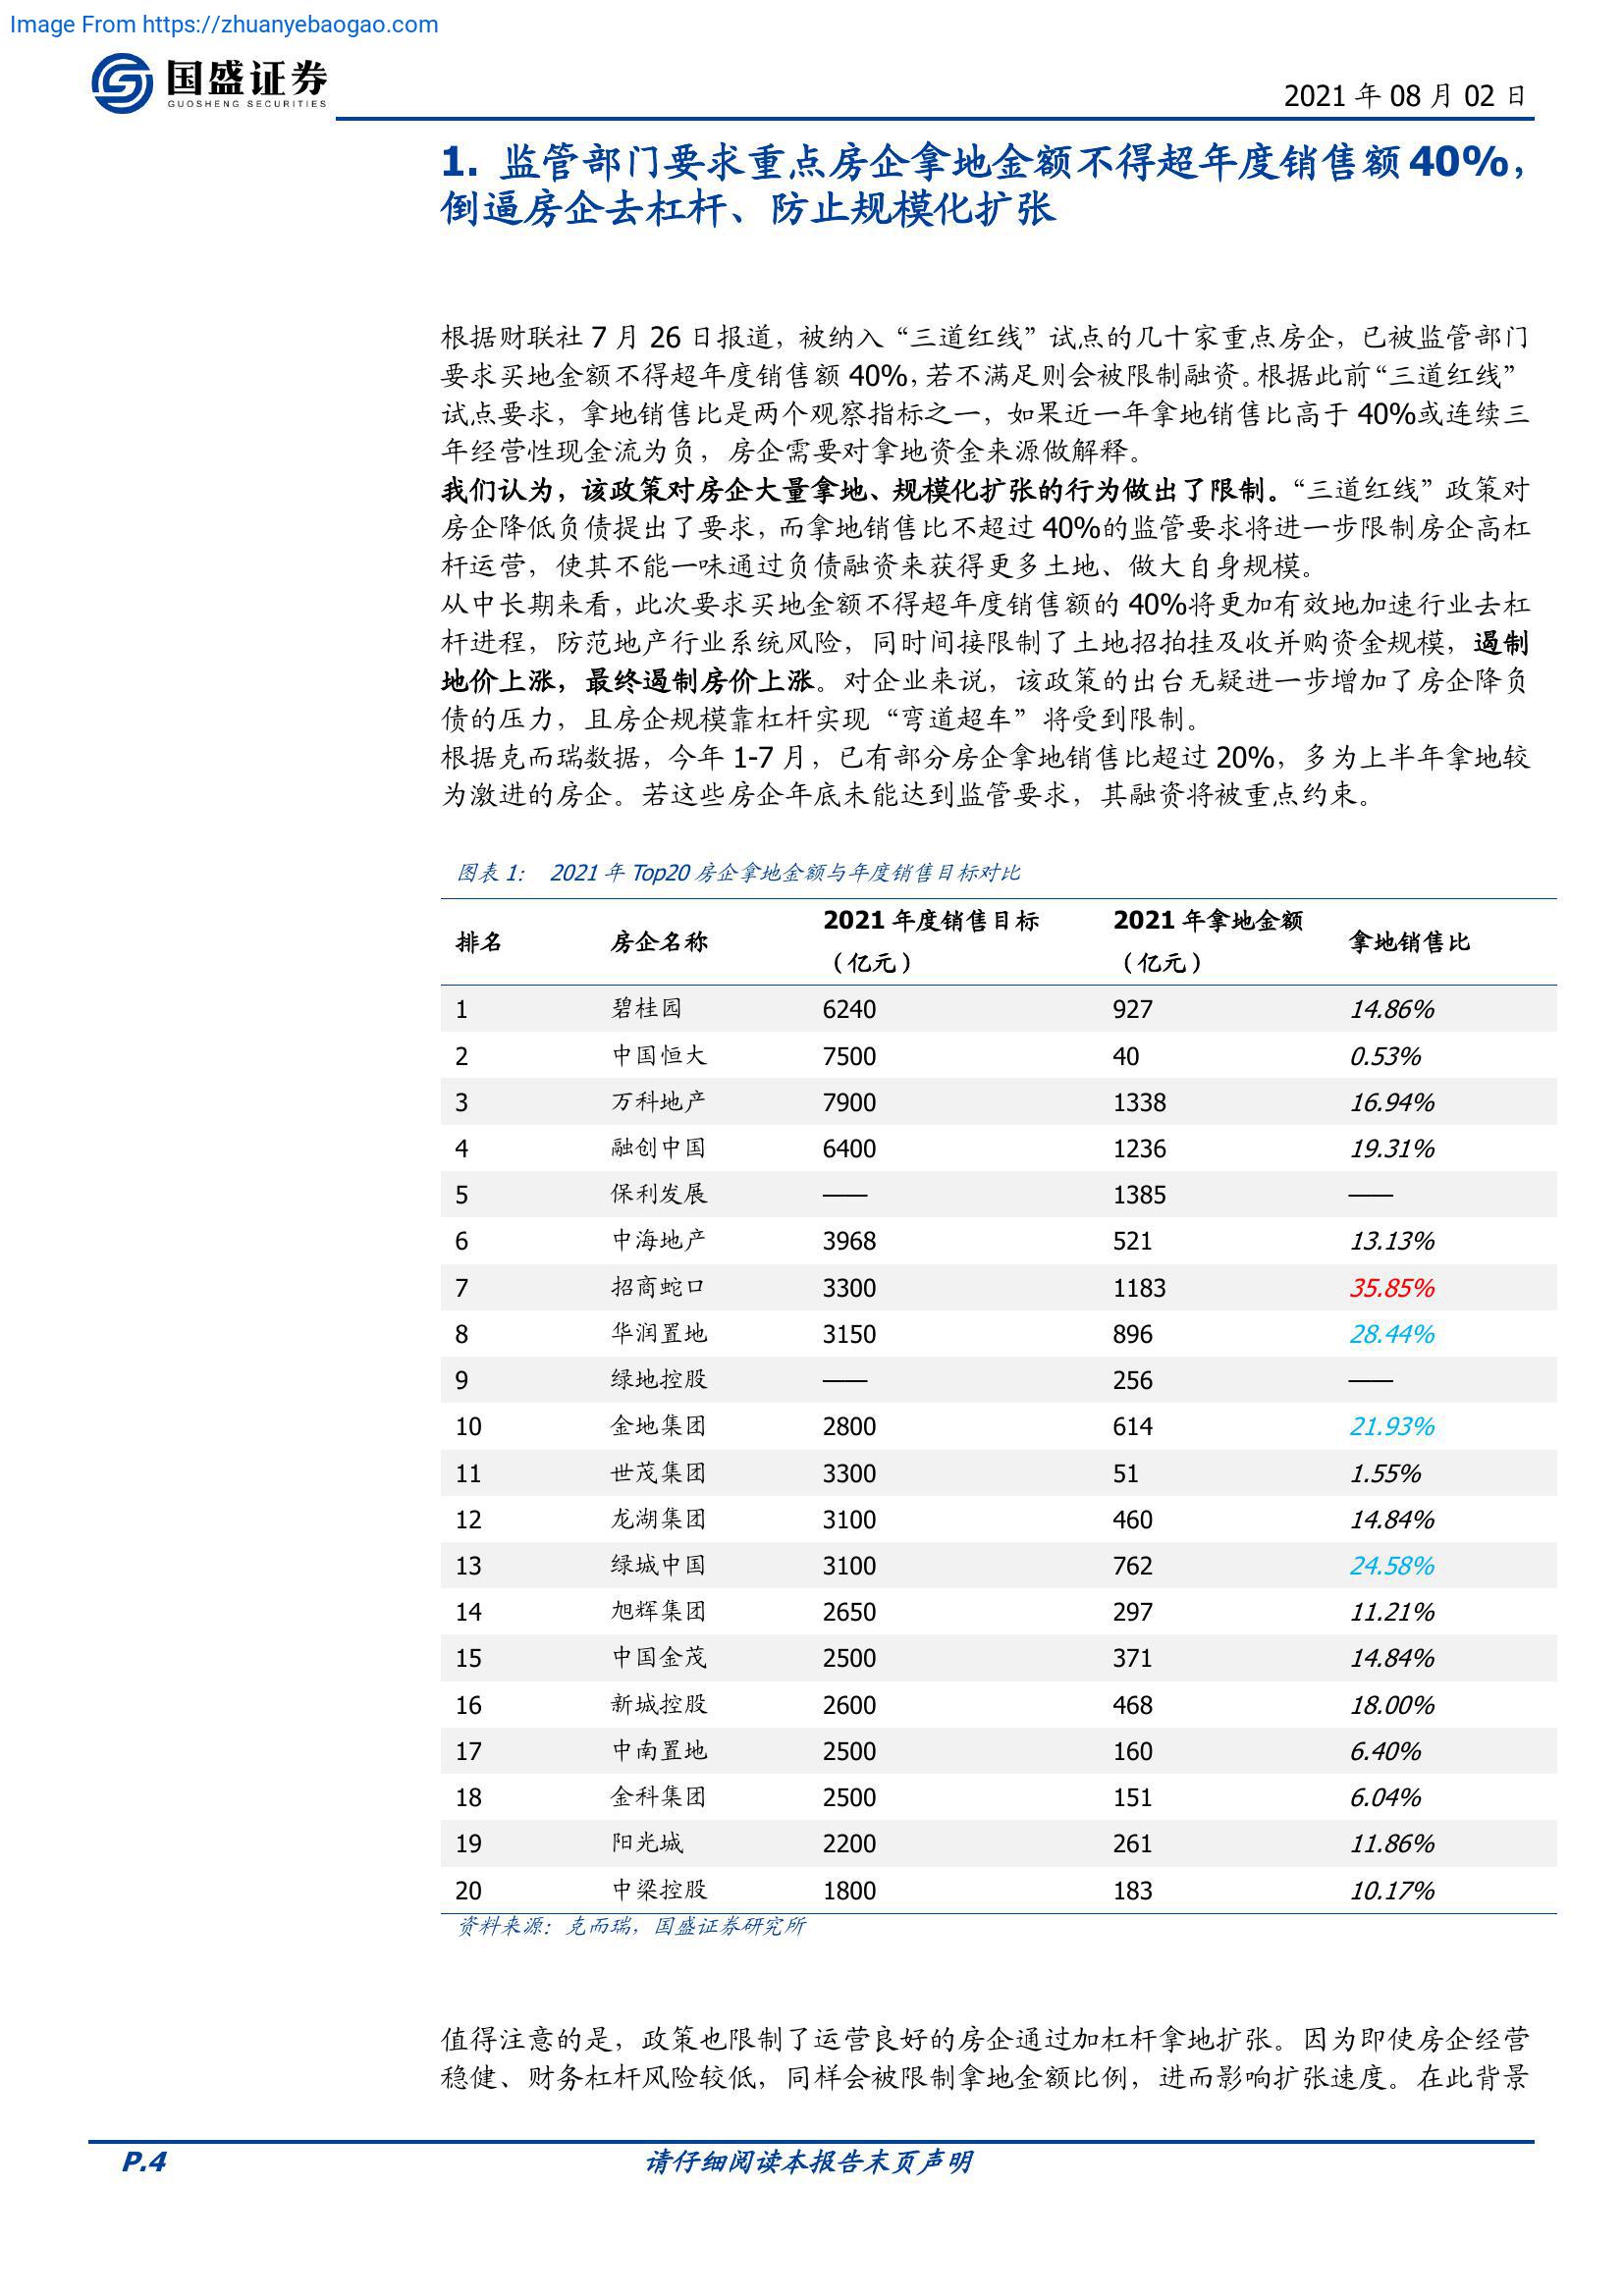 Image From https://zhuanyebaogao.com
国盛证券
GUOSHENG SECURITIES
2021 年 08 月 02 日
1. 监管部门要求重点房企拿地金额不得超年度销售额 40%，
倒逼房企去杠杆、防止规模化扩张
根据财联社 7 月 26 日报道，被纳入“三道红线”试点的几十家重点房企，已被监管部门
要求买地金额不得超年度销售额 40%，若不满足则会被限制融资。根据此前“三道红线”
试点要求，拿地销售比是两个观察指标之一，如果近一年拿地销售比高于 40%或连续三
年经营性现金流为负，房企需要对拿地资金来源做解释。
我们认为，该政策对房企大量拿地、规模化扩张的行为做出了限制。“三道红线”政策对
房企降低负债提出了要求，而拿地销售比不超过 40%的监管要求将进一步限制房企高杠
杆运营，使其不能一味通过负债融资来获得更多土地、做大自身规模。
从中长期来看，此次要求买地金额不得超年度销售额的 40%将更加有效地加速行业去杠
杆进程，防范地产行业系统风险，同时间接限制了土地招拍挂及收并购资金规模，遏制
地价上涨，最终遏制房价上涨。对企业来说，该政策的出台无疑进一步增加了房企降负
债的压力，且房企规模靠杠杆实现“弯道超车”将受到限制。
根据克而瑞数据，今年 1-7 月，已有部分房企拿地销售比超过 20%，多为上半年拿地较
为激进的房企。若这些房企年底未能达到监管要求，其融资将被重点约束。
图表 1： 2021 年 Top20 房企拿地金额与年度销售目标对比
排名 房企名称 2021 年度销售目标（亿元） 2021 年拿地金额（亿元） 拿地销售比
1 碧桂园 6240 927 14.86%
2 中国恒大 7500 40 0.53%
3 万科地产 7900 1338 16.94%
4 融创中国 6400 1236 19.31%
5 保利发展 —— 1385 ——
6 中海地产 3968 521 13.13%
7 招商蛇口 3300 1183 35.85%
8 华润置地 3150 896 28.44%
9 绿地控股 —— 256 ——
10 金地集团 2800 614 21.93%
11 世茂集团 3300 51 1.55%
12 龙湖集团 3100 460 14.84%
13 绿城中国 3100 762 24.58%
14 旭辉集团 2650 297 11.21%
15 中国金茂 2500 371 14.84%
16 新城控股 2600 468 18.00%
17 中南置地 2500 160 6.40%
18 金科集团 2500 151 6.04%
19 阳光城 2200 261 11.86%
20 中梁控股 1800 183 10.17%
资料来源：克而瑞，国盛证券研究所
值得注意的是，政策也限制了运营良好的房企通过加杠杆拿地扩张。因为即使房企经营
稳健、财务杠杆风险较低，同样会被限制拿地金额比例，进而影响扩张速度。在此背景
P.4
请仔细阅读本报告末页声明